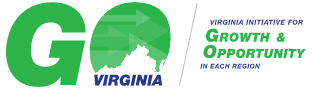 GO
VIRGINIA
VIRGINIA INITIATIVE FOR
GROWTH &
OPPORTUNITY
IN EACH REGION